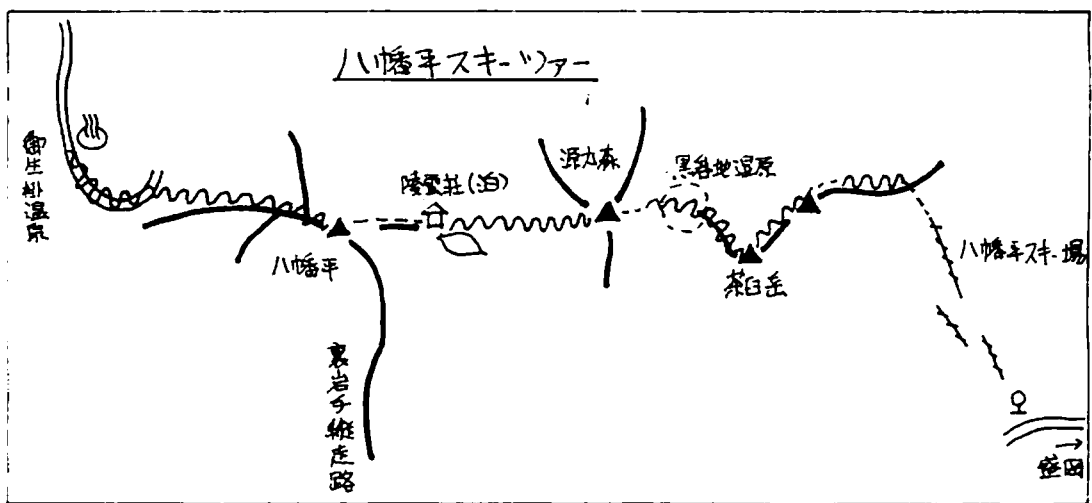 八幡平スキーツァー
後生掛温泉
陵雲荘(泊)
源太森
黒谷地湿原
八幡平
茶臼岳
八幡平スキー場
裏岩手縦走路
盛岡